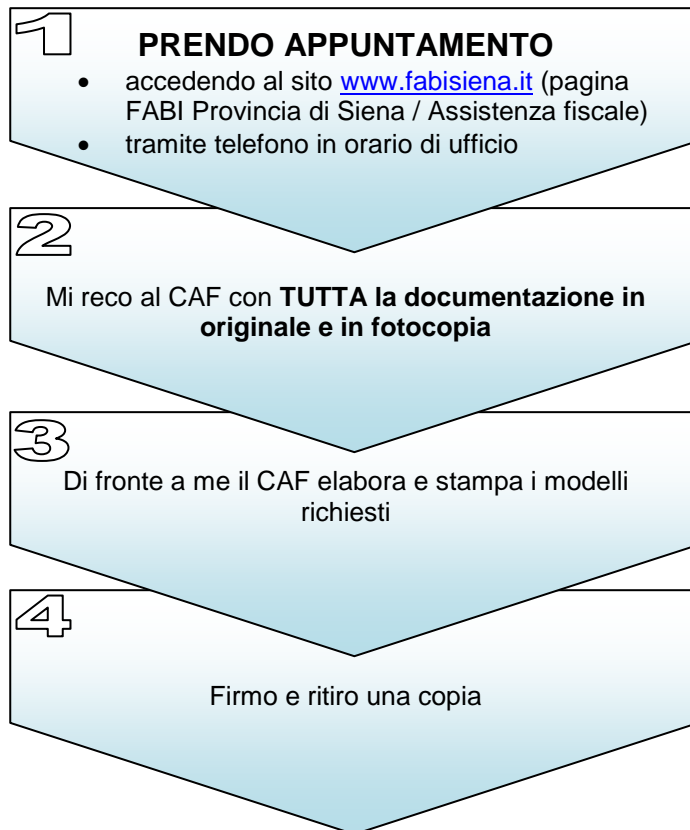 1
PRENDO APPUNTAMENTO
• accedendo al sito www.fabisiena.it (pagina
FABI Provincia di Siena / Assistenza fiscale)
• tramite telefono in orario di ufficio
2
Mi reco al CAF con TUTTA la documentazione in
originale e in fotocopia
3
Di fronte a me il CAF elabora e stampa i modelli
richiesti
4
Firmo e ritiro una copia